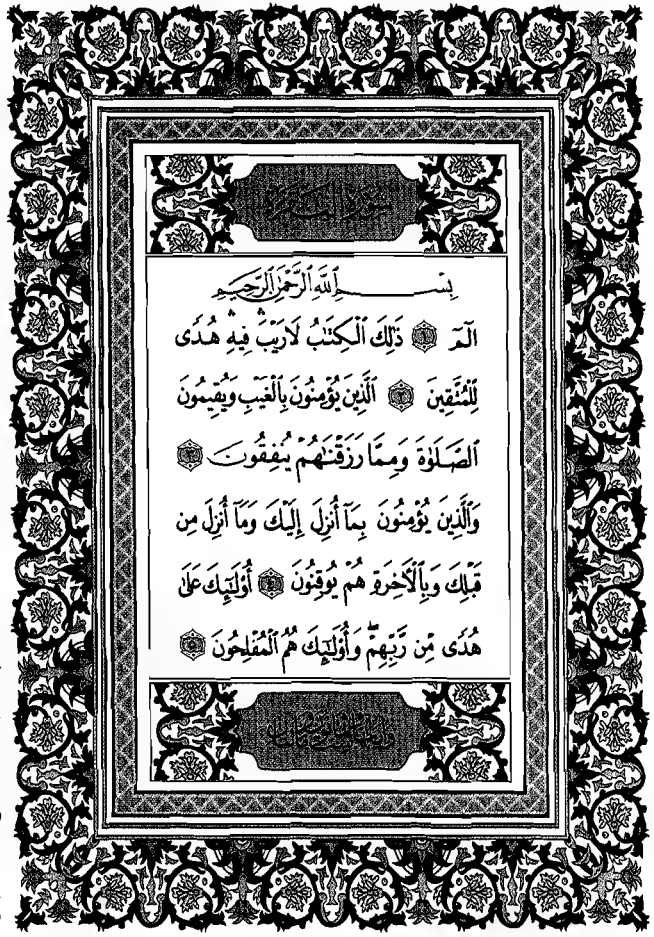 سورة البقرة
بِسْمِ ٱللَّهِ ٱلرَّحْمَٰنِ ٱلرَّحِيمِ
الٓمٓ ١ ذَٰلِكَ ٱلْكِتَٰبُ لَا رَيْبَۛ فِيهِۛ هُدًى
لِّلْمُتَّقِينَ ٢ ٱلَّذِينَ يُؤْمِنُونَ بِٱلْغَيْبِ وَيُقِيمُونَ
ٱلصَّلَوٰةَ وَمِمَّا رَزَقْنَٰهُمْ يُنفِقُونَ ٣
وَٱلَّذِينَ يُؤْمِنُونَ بِمَآ أُنزِلَ إِلَيْكَ وَمَآ أُنزِلَ مِن
قَبْلِكَ وَبِٱلْأَخِرَةِ هُمْ يُوقِنُونَ ٤ أُوْلَٰٓئِكَ عَلَىٰ
هُدًى مِّن رَّبِّهِمْۖ وَأُوْلَٰٓئِكَ هُمُ ٱلْمُفْلِحُونَ ٥